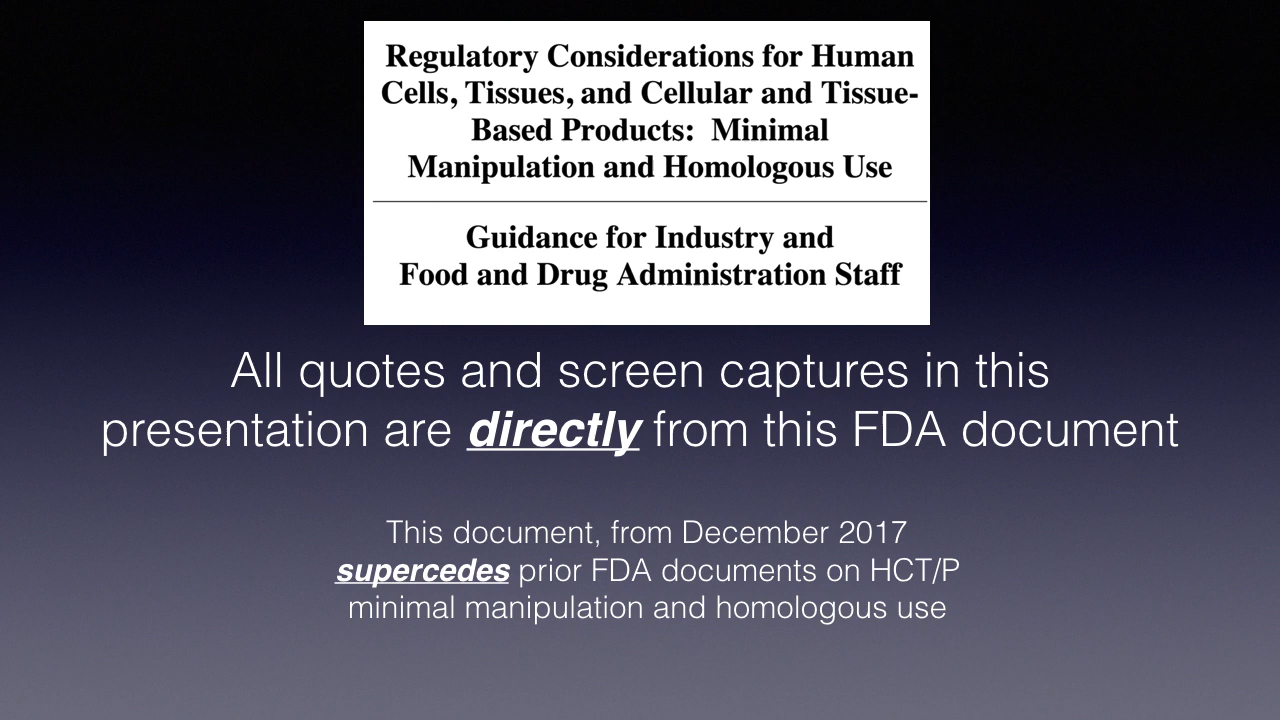 Regulatory Considerations for Human
Cells, Tissues, and Cellular and Tissue-
Based Products:  Minimal
Manipulation and Homologous Use
Guidance for Industry and
Food and Drug Administration Staff
All quotes and screen captures in this
presentation are directly from this FDA document
This document, from December 2017
supercedes prior FDA documents on HCT/P
minimal manipulation and homologous use